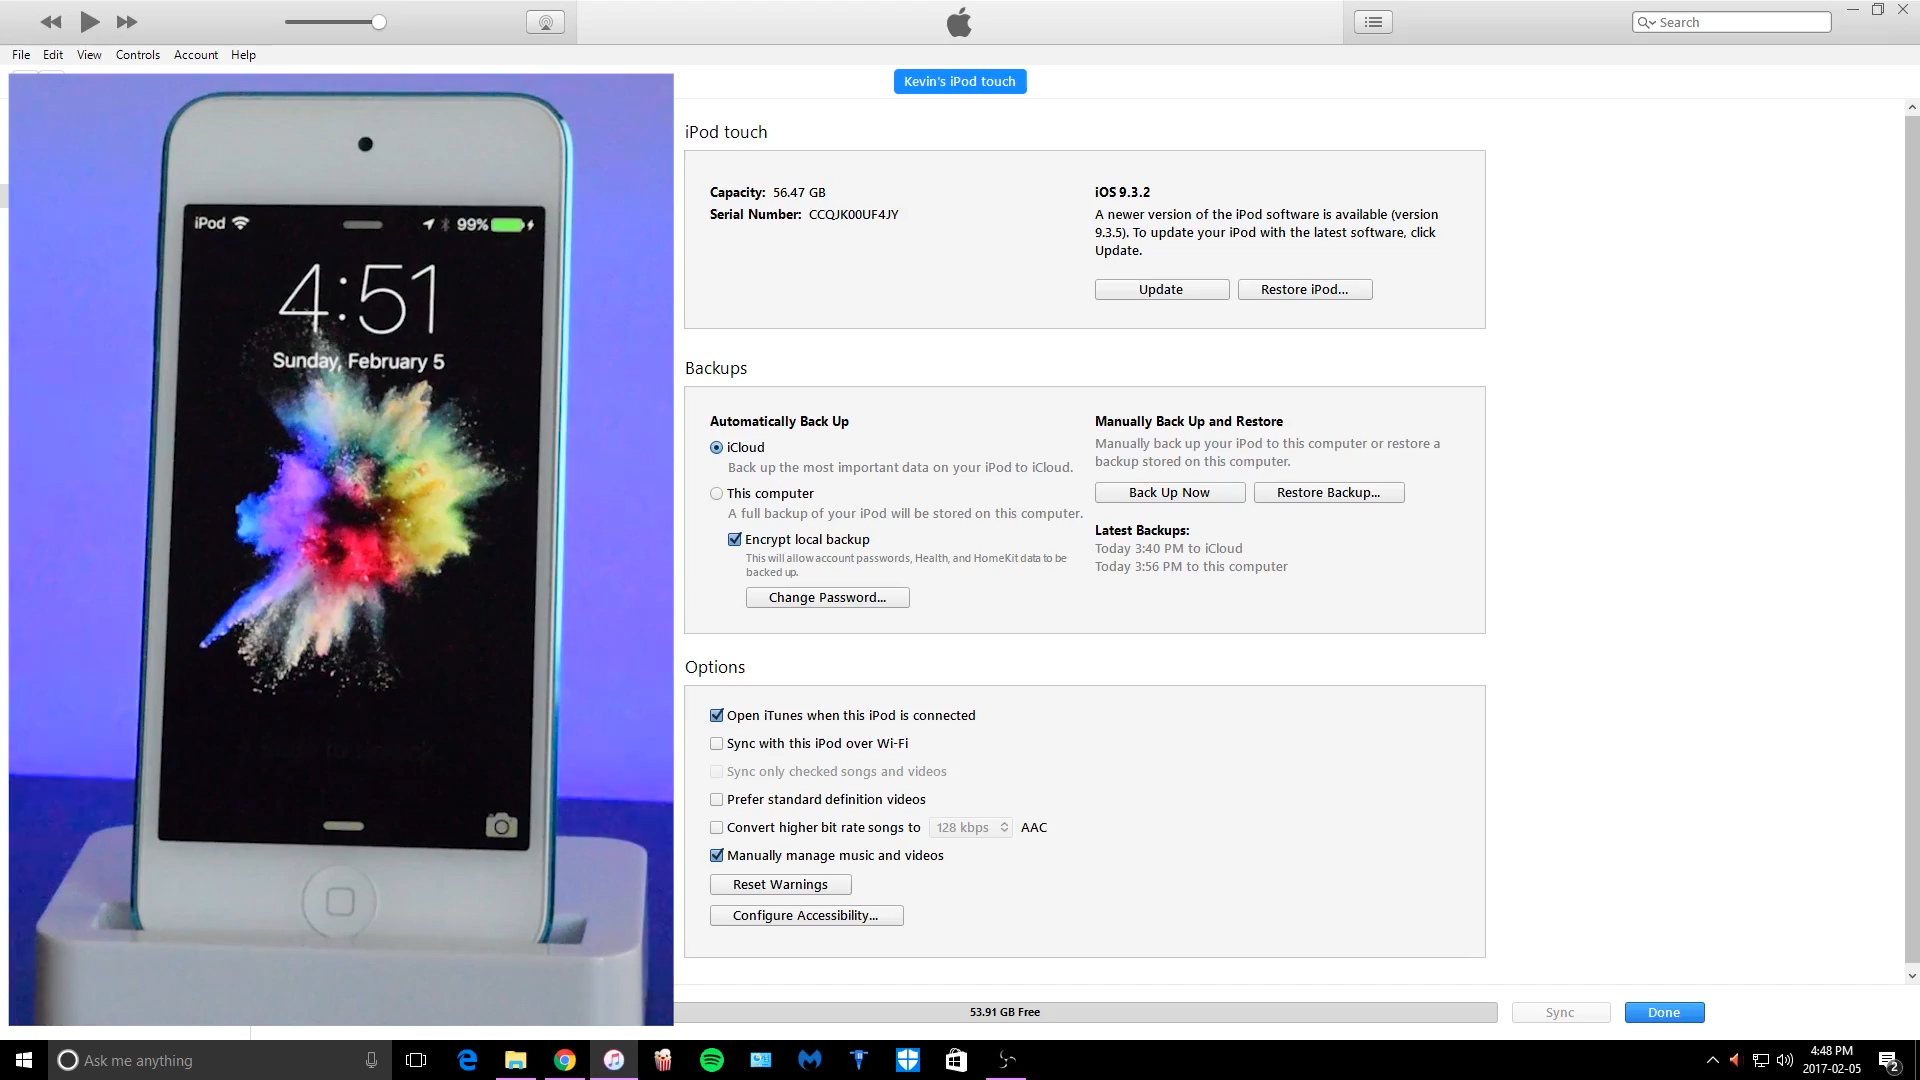 Search
File Edit View Controls Account Help
Kevin's iPod touch
iPod 99%
4:51
Sunday, February 5
iPod touch
Capacity: 56.47 GB
Serial Number: CCQJK00UF4JY
iOS 9.3.2
A newer version of the iPod software is available (version
9.3.5). To update your iPod with the latest software, click
Update.
Update Restore iPod...
Backups
Automatically Back Up
iCloud
Back up the most important data on your iPod to iCloud.
This computer
A full backup of your iPod will be stored on this computer.
Encrypt local backup
This will allow account passwords, Health, and HomeKit data to be
backed up.
Change Password...
Manually Back Up and Restore
Manually back up your iPod to this computer or restore a
backup stored on this computer.
Back Up Now Restore Backup...
Latest Backups:
Today 3:40 PM to iCloud
Today 3:56 PM to this computer
Options
Open iTunes when this iPod is connected
Sync with this iPod over Wi-Fi
Sync only checked songs and videos
Prefer standard definition videos
Convert higher bit rate songs to 128 kbps AAC
Manually manage music and videos
Reset Warnings
Configure Accessibility...
53.91 GB Free Sync Done
Ask me anything
4:48 PM
2017-02-05
2